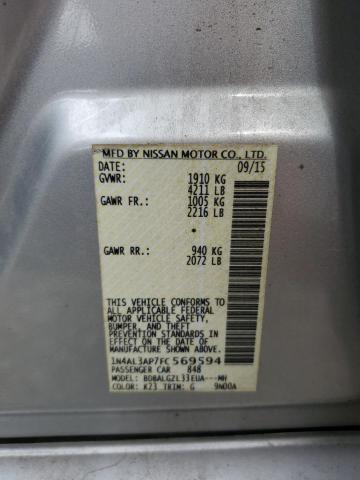 MFD BY NISSAN MOTOR CO., LTD.
DATE: 09/15
GVWR: 1910 KG
4211 LB
GAWR FR.: 1005 KG
2216 LB
GAWR RR.: 940 KG
2072 LB
THIS VEHICLE CONFORMS TO
ALL APPLICABLE FEDERAL
MOTOR VEHICLE SAFETY,
BUMPER, AND THEFT
PREVENTION STANDARDS IN
EFFECT ON THE DATE OF
MANUFACTURE SHOWN ABOVE.
1N4AL3AP7FC569594
PASSENGER CAR 848
MODEL: BDBALGZL33EUA---MH
COLOR: K23 TRIM: G 9N00A